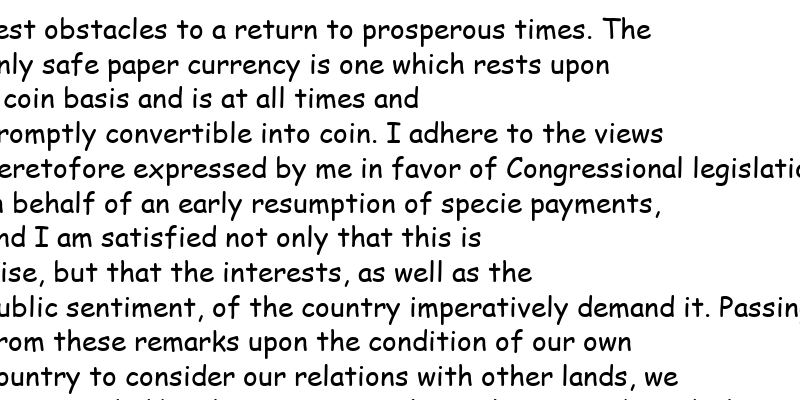 est obstacles to a return to prosperous times. The
nly safe paper currency is one which rests upon
coin basis and is at all times and
romptly convertible into coin. I adhere to the views
eretofore expressed by me in favor of Congressional legislatio
behalf of an early resumption of specie payments,
nd I am satisfied not only that this is
ise, but that the interests, as well as the
ublic sentiment, of the country imperatively demand it. Passing
rom these remarks upon the condition of our own
ountry to consider our relations with other lands, we